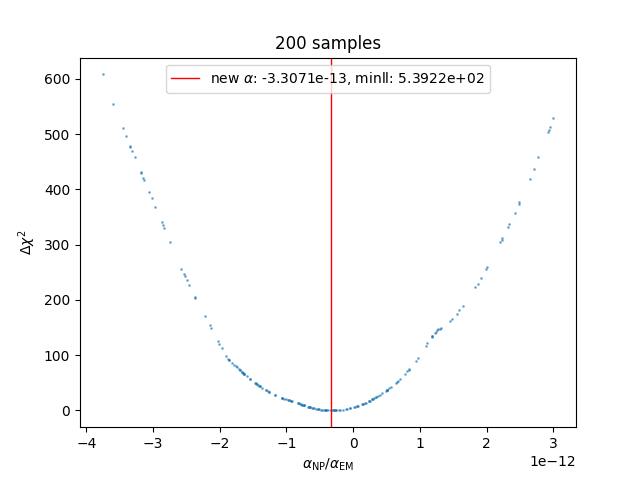 200 samples
new α: -3.3071e-13, minll: 5.3922e+02
600
500
400
300
200
100
0
Δχ²
−4 −3 −2 −1 0 1 2 3
1e−12
α_NP/α_EM